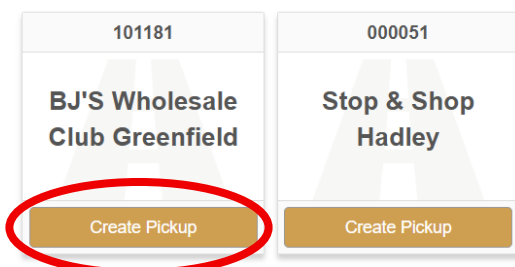 101181
BJ'S Wholesale
Club Greenfield
Create Pickup
000051
Stop & Shop
Hadley
Create Pickup